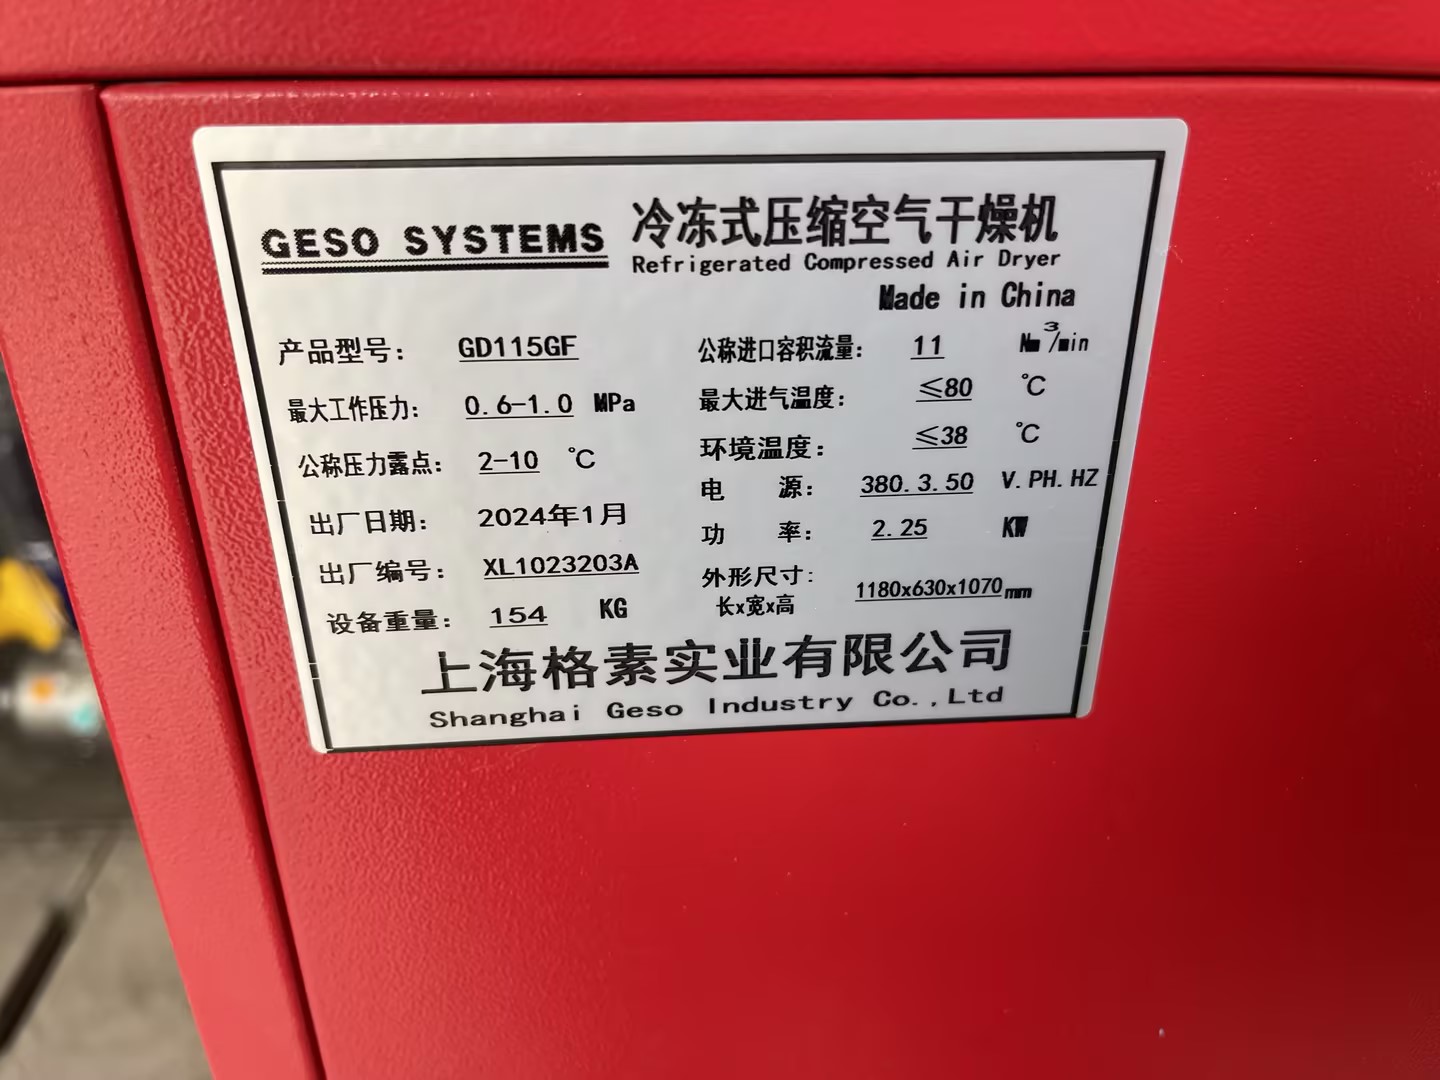 GESO SYSTEMS 冷冻式压缩空气干燥机
Refrigerated Compressed Air Dryer
Made in China
产品型号: GD115GF 公称进口容积流量: 11 Nm³/min
最大工作压力: 0.6-1.0 MPa 最大进气温度: ≤80 ℃
公称压力露点: 2-10 ℃ 环境温度: ≤38 ℃
出厂日期: 2024年1月 电 源: 380.3.50 V.PH.HZ
出厂编号: XL1023203A 功 率: 2.25 KW
设备重量: 154 KG 外形尺寸: 1180x630x1070mm
长x宽x高
上海格素实业有限公司
Shanghai Geso Industry Co.,Ltd